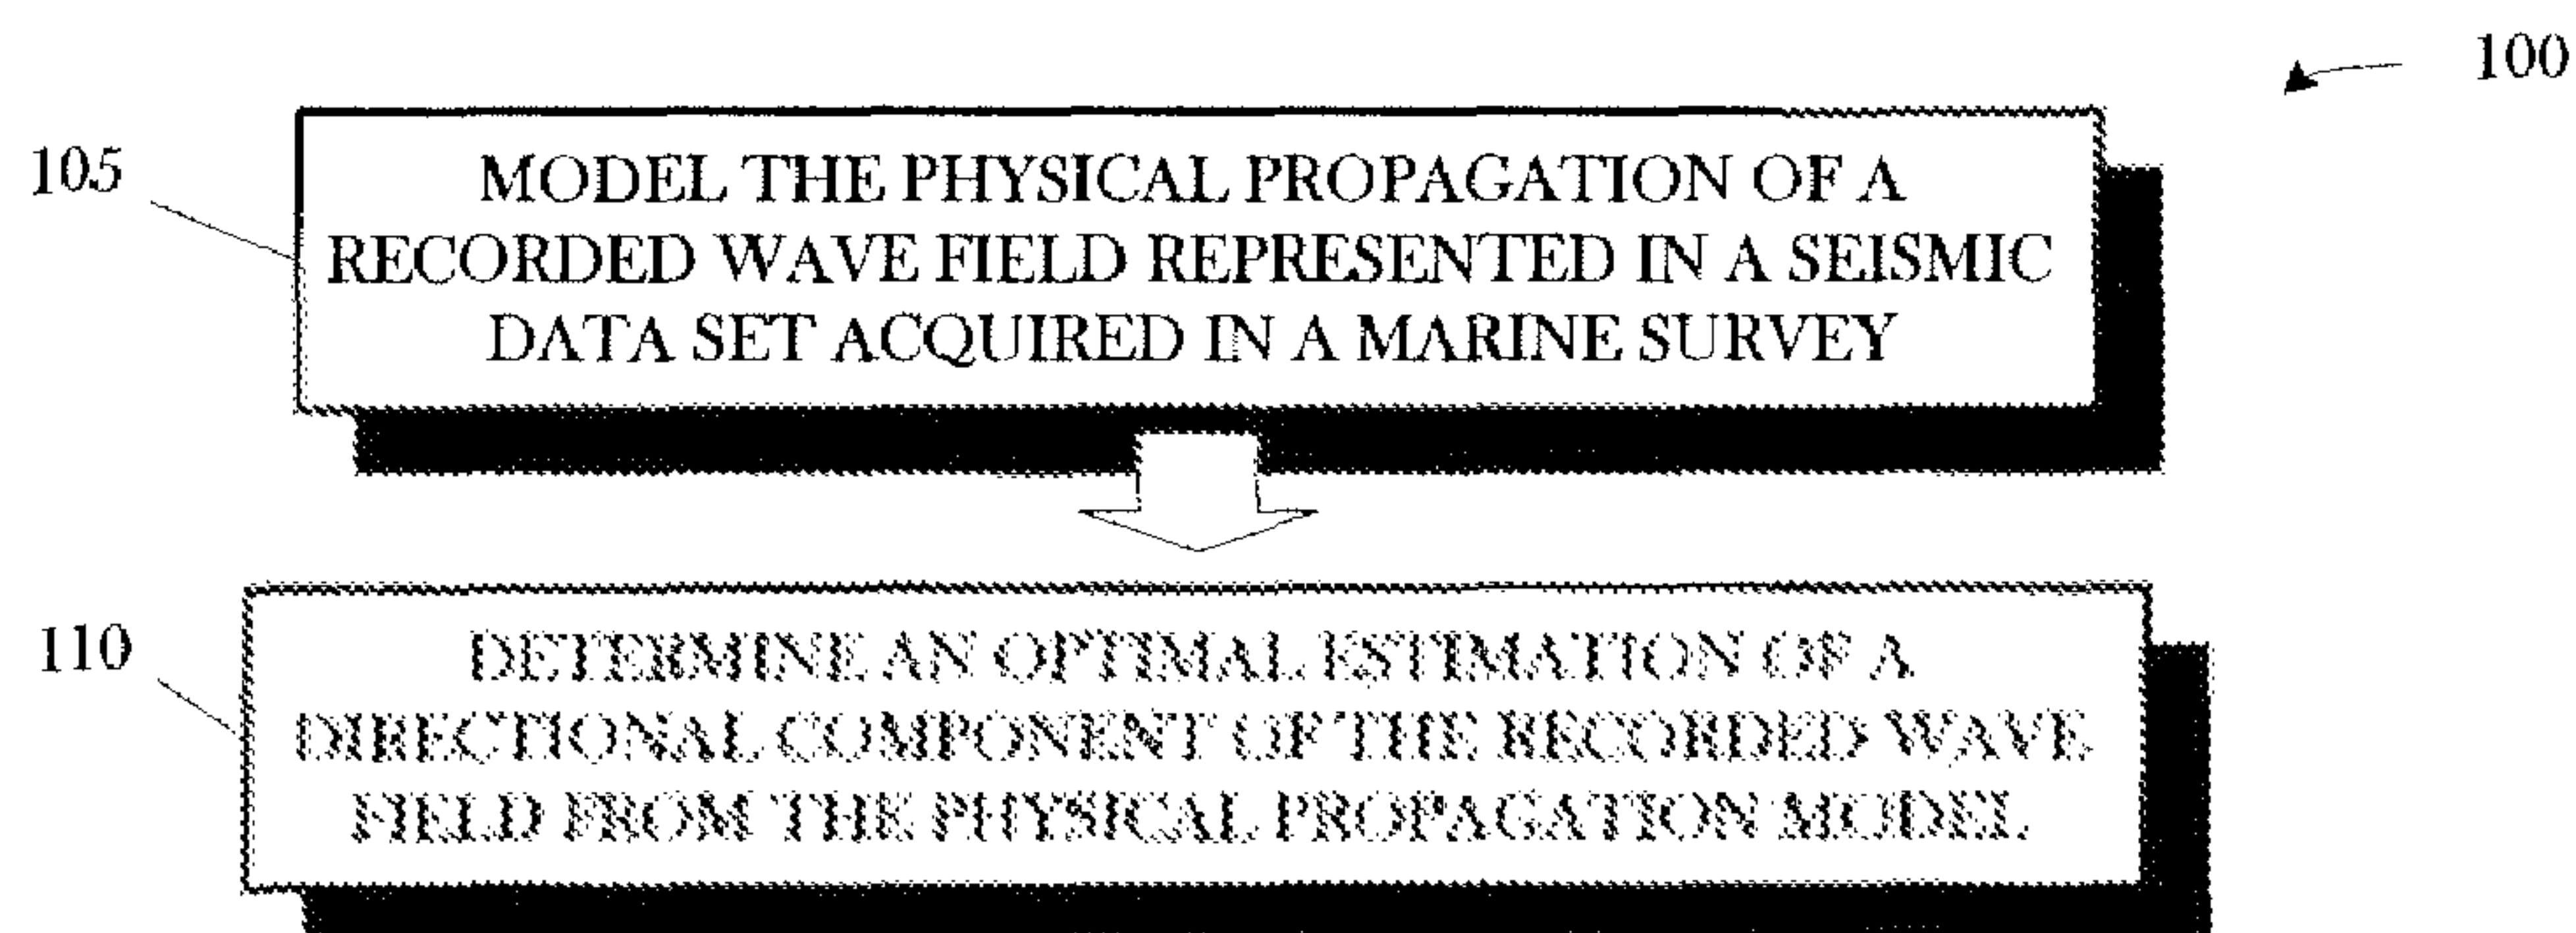 100
105
MODEL THE PHYSICAL PROPAGATION OF A
RECORDED WAVE FIELD REPRESENTED IN A SEISMIC
DATA SET ACQUIRED IN A MARINE SURVEY
110
DETERMINE AN OPTIMAL ESTIMATION OF A
DIRECTIONAL COMPONENT OF THE RECORDED WAVE
FIELD FROM THE PHYSICAL PROPAGATION MODEL